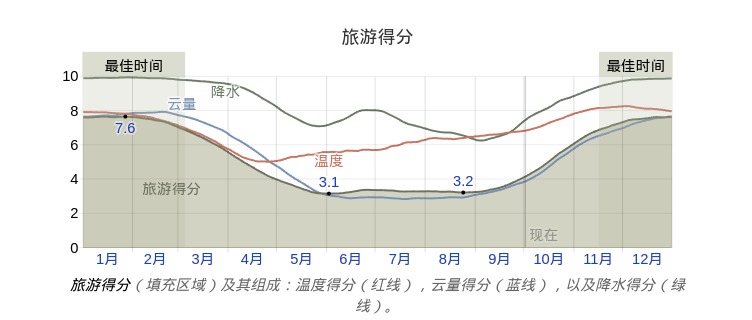 旅游得分
最佳时间 最佳时间
10
8
6
4
2
0
降水
云量
7.6
温度
旅游得分
3.1
3.2
现在
1月 2月 3月 4月 5月 6月 7月 8月 9月 10月 11月 12月
旅游得分（填充区域）及其组成：温度得分（红线），云量得分（蓝线），以及降水得分（绿
线）。